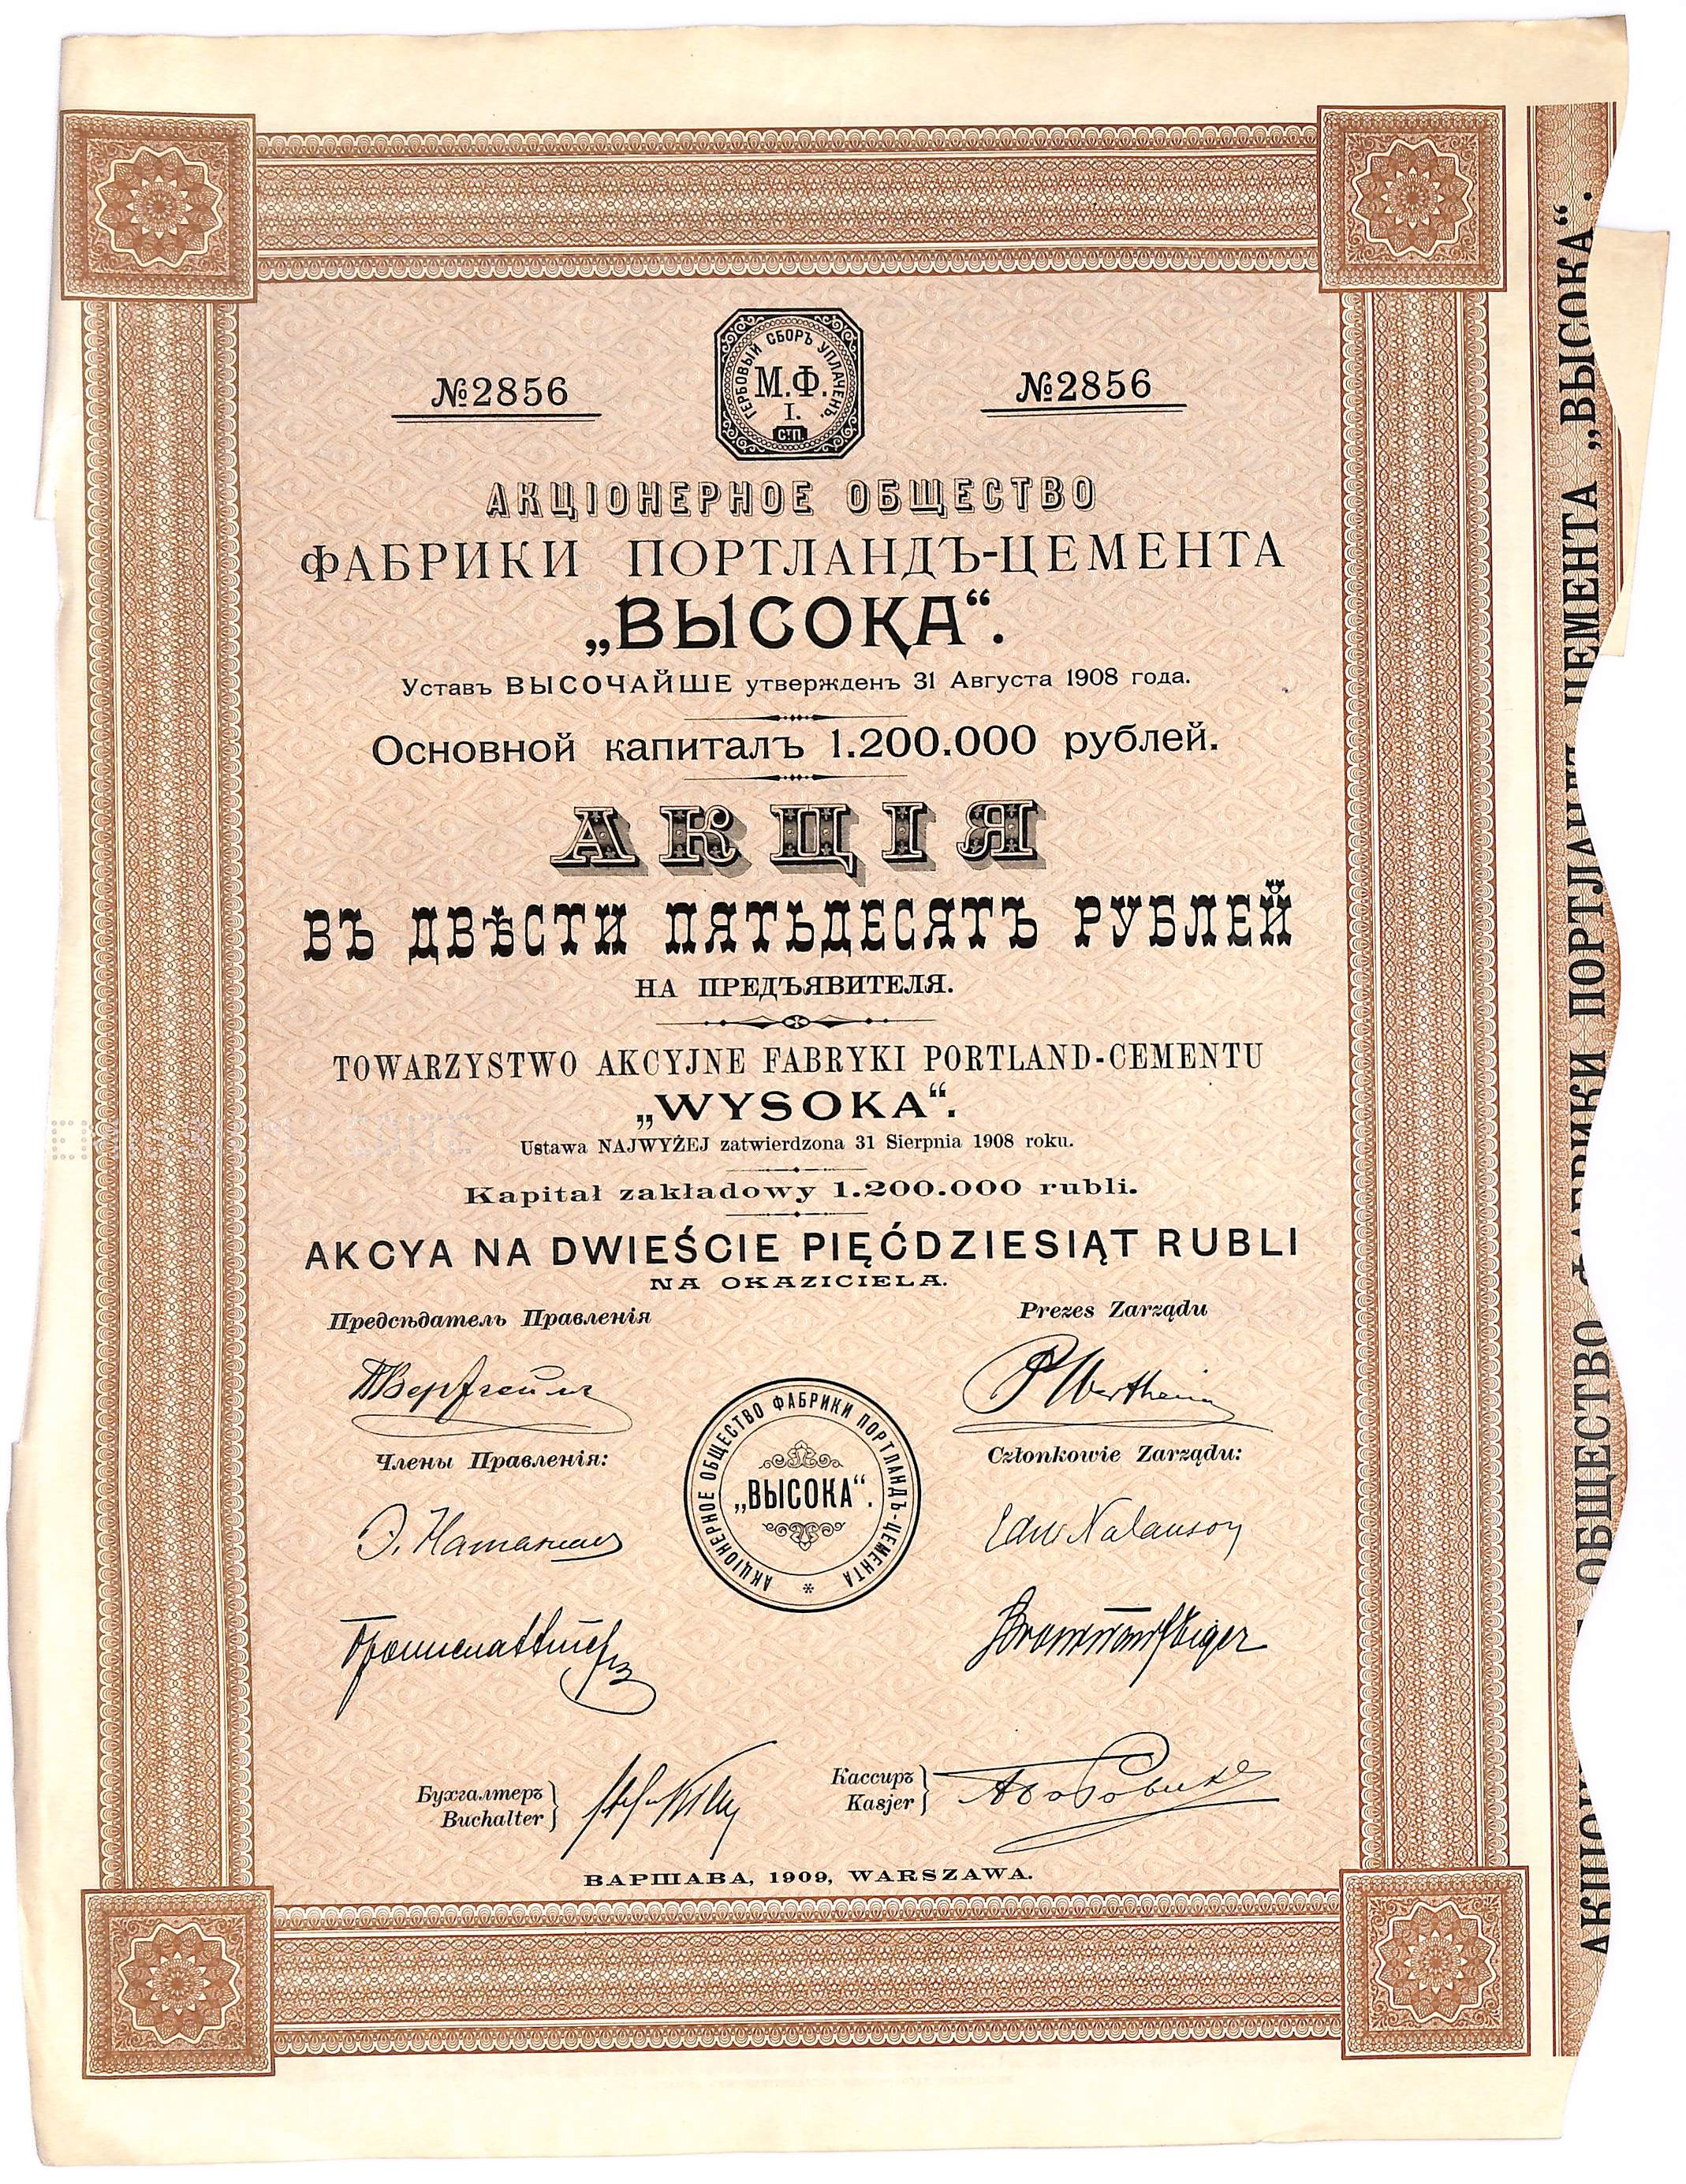 №2856
ГЕРБОВЫЙ СБОРЪ УПЛАЧЕНЪ.
М.Ф.
I.
С.П.
№2856
АКЦІОНЕРНОЕ ОБЩЕСТВО
ФАБРИКИ ПОРТЛАНДЪ-ЦЕМЕНТА
„ВЫСОКА“.
Уставъ ВЫСОЧАЙШЕ утвержденъ 31 Августа 1908 года.
Основной капиталъ 1.200.000 рублей.
АКЦІЯ
ВЪ ДВѢСТИ ПЯТЬДЕСЯТЪ РУБЛЕЙ
НА ПРЕДЪЯВИТЕЛЯ.
TOWARZYSTWO AKCYJNE FABRYKI PORTLAND-CEMENTU
„WYSOKA“.
Ustawa NAJWYŻEJ zatwierdzona 31 Sierpnia 1908 roku.
Kapitał zakładowy 1.200.000 rubli.
AKCYA NA DWIEŚCIE PIĘĆDZIESIĄT RUBLI
NA OKAZICIELA.
Предсѣдатель Правленія
Prezes Zarządu
P Wertheim
Члены Правленія:
Członkowie Zarządu:
АКЦІОНЕРНОЕ ОБЩЕСТВО ФАБРИКИ ПОРТЛАНДЪ-ЦЕМЕНТА *
„ВЫСОКА“.
Э. Натансонъ
Edw Natanson
Бухгалтеръ
Buchalter
Кассиръ
Kasjer
ВАРШАВА, 1909, WARSZAWA.
ОБЩЕСТВО ФАБРИКИ ПОРТЛАНДЪ-ЦЕМЕНТА „ВЫСОКА“.